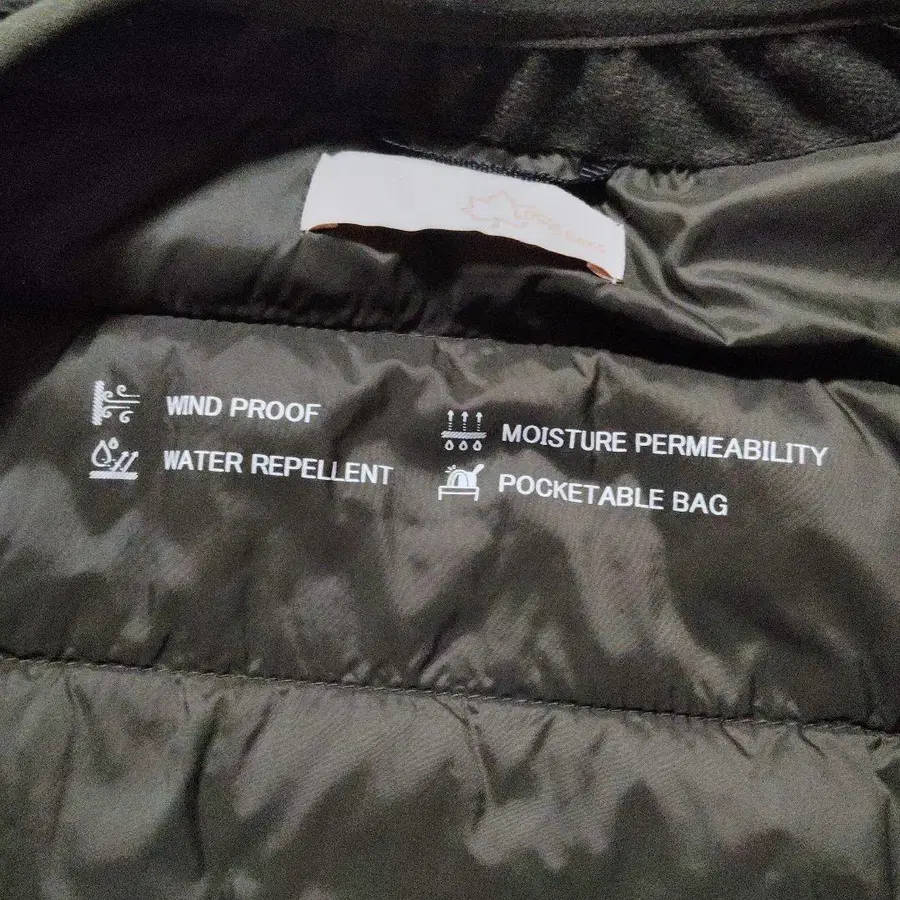 WIND PROOF
WATER REPELLENT
MOISTURE PERMEABILITY
POCKETABLE BAG